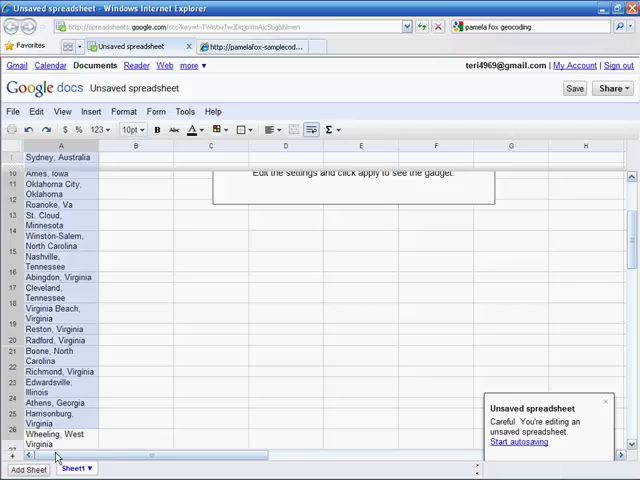 Unsaved spreadsheet - Windows Internet Explorer
pamela fox geocoding
Favorites
Unsaved spreadsheet
http://pamelafox-samplecod...
Gmail Calendar Documents Reader Web more ▼
teri4969@gmail.com | My Account | Sign out
Google docs Unsaved spreadsheet
Save
Share
File Edit View Insert Format Form Tools Help
$ % 123 10pt B Abc A Σ
A B C D E F G H
1 Sydney, Australia
10 Ames, Iowa
Edit the settings and click apply to see the gadget.
11 Oklahoma City,
Oklahoma
12 Roanoke, Va
13 St. Cloud,
Minnesota
14 Winston-Salem,
North Carolina
15 Nashville,
Tennessee
16 Abingdon, Virginia
17 Cleveland,
Tennessee
18 Virginia Beach,
Virginia
19 Reston, Virginia
20 Radford, Virginia
21 Boone, North
Carolina
22 Richmond, Virginia
23 Edwardsville,
Illinois
24 Athens, Georgia
25 Harrisonburg,
Virginia
26 Wheeling, West
Virginia
27
Unsaved spreadsheet
Careful. You're editing an
unsaved spreadsheet.
Start autosaving
Add Sheet
Sheet1 ▼